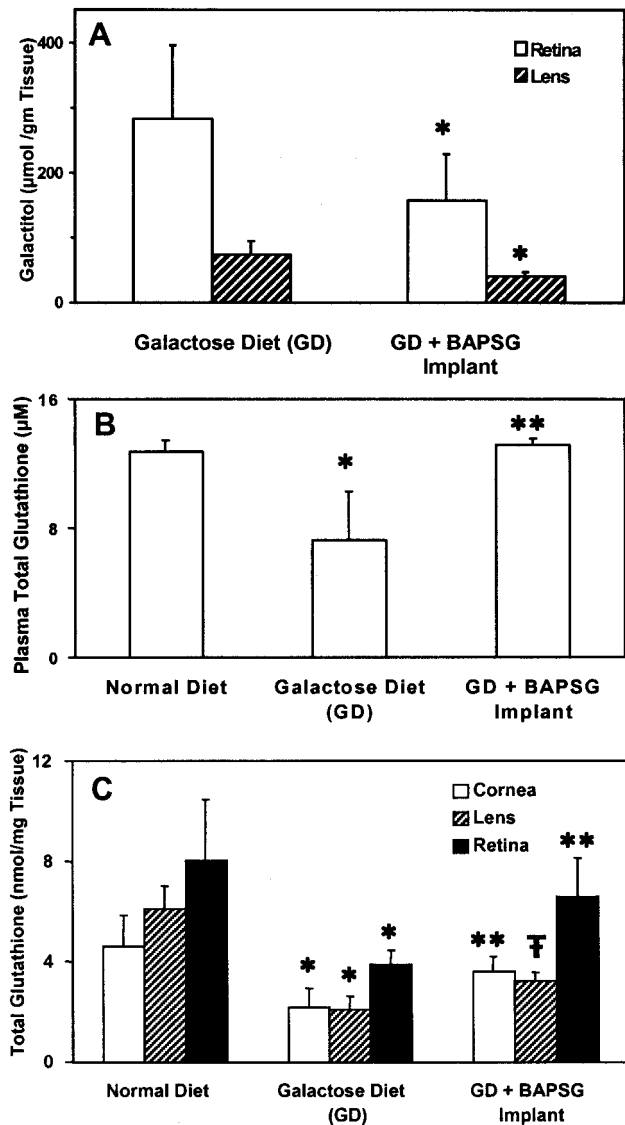 A
Galactitol (µmol /gm Tissue)
400
200
0
Retina
Lens
*
*
Galactose Diet (GD)
GD + BAPSG
Implant
B
Plasma Total Glutathione (µM)
16
8
0
*
**
Normal Diet
Galactose Diet
(GD)
GD + BAPSG
Implant
C
Total Glutathione (nmol/mg Tissue)
12
8
4
0
Cornea
Lens
Retina
*
*
*
**
Ŧ
**
Normal Diet
Galactose Diet
(GD)
GD + BAPSG
Implant